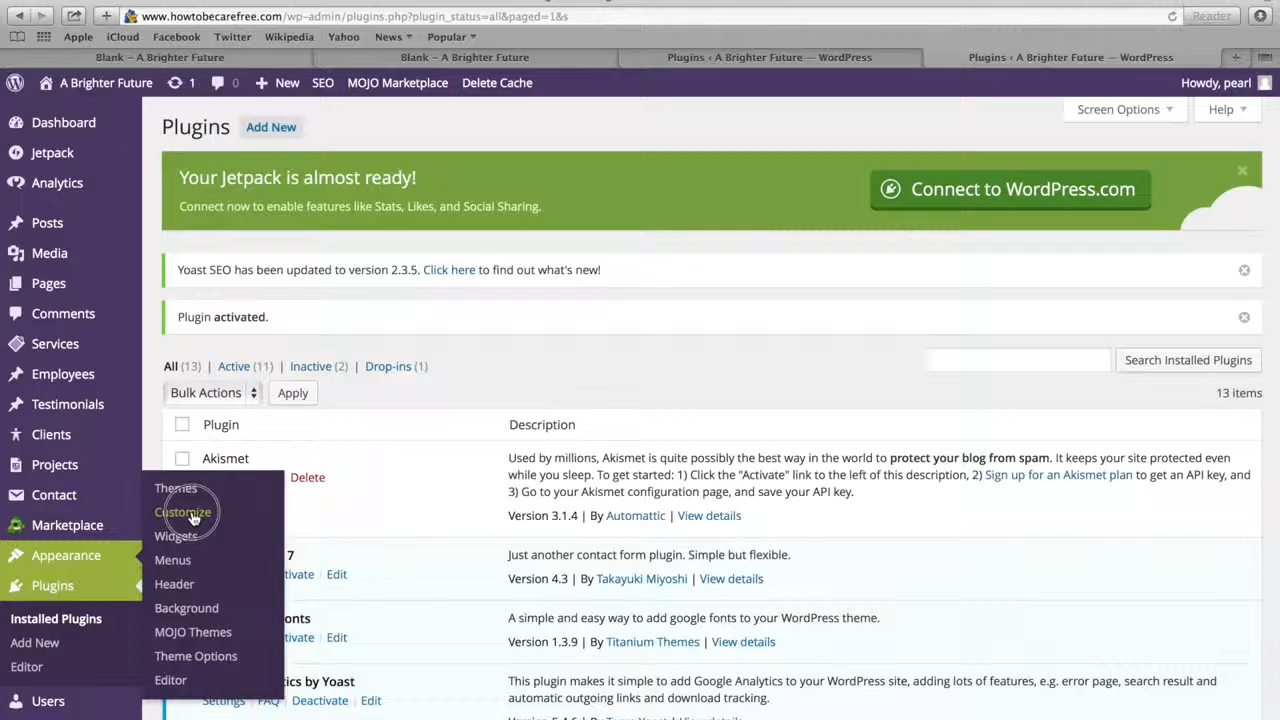 www.howtobecarefree.com/wp-admin/plugins.php?plugin_status=all&paged=1&s
Reader
Apple iCloud Facebook Twitter Wikipedia Yahoo News Popular
Blank – A Brighter Future
Blank – A Brighter Future
Plugins ‹ A Brighter Future — WordPress
Plugins ‹ A Brighter Future — WordPress
A Brighter Future 1 0 New SEO MOJO Marketplace Delete Cache Howdy, pearl
Dashboard
Jetpack
Analytics
Posts
Media
Pages
Comments
Services
Employees
Testimonials
Clients
Projects
Contact
Marketplace
Appearance
Plugins
Installed Plugins
Add New
Editor
Users
Themes
Customize
Widgets
Menus
Header
Background
MOJO Themes
Theme Options
Editor
Screen Options Help
Plugins Add New
Your Jetpack is almost ready!
Connect now to enable features like Stats, Likes, and Social Sharing.
Connect to WordPress.com
Yoast SEO has been updated to version 2.3.5. Click here to find out what's new!
Plugin activated.
All (13) | Active (11) | Inactive (2) | Drop-ins (1)
Search Installed Plugins
Bulk Actions Apply
13 items
Plugin Description
Akismet
Delete
Used by millions, Akismet is quite possibly the best way in the world to protect your blog from spam. It keeps your site protected even
while you sleep. To get started: 1) Click the "Activate" link to the left of this description, 2) Sign up for an Akismet plan to get an API key, and
3) Go to your Akismet configuration page, and save your API key.
Version 3.1.4 | By Automattic | View details
7
ivate | Edit
Just another contact form plugin. Simple but flexible.
Version 4.3 | By Takayuki Miyoshi | View details
onts
ivate | Edit
A simple and easy way to add google fonts to your WordPress theme.
Version 1.3.9 | By Titanium Themes | View details
tics by Yoast
Settings | FAQ | Deactivate | Edit
This plugin makes it simple to add Google Analytics to your WordPress site, adding lots of features, e.g. error page, search result and
automatic outgoing links and download tracking.